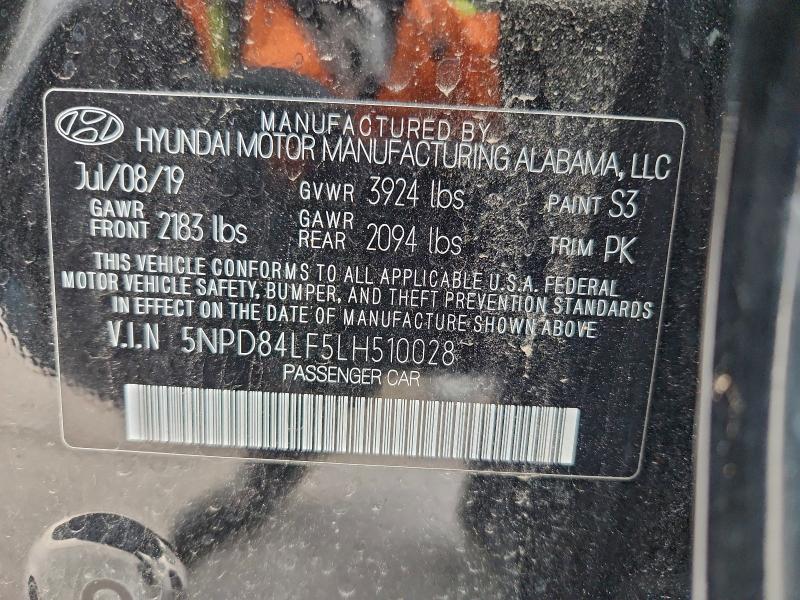 MANUFACTURED BY
HYUNDAI MOTOR MANUFACTURING ALABAMA, LLC
Jul/08/19 GVWR 3924 lbs PAINT S3
GAWR FRONT 2183 lbs GAWR REAR 2094 lbs TRIM PK
THIS VEHICLE CONFORMS TO ALL APPLICABLE U.S.A. FEDERAL
MOTOR VEHICLE SAFETY, BUMPER, AND THEFT PREVENTION STANDARDS
IN EFFECT ON THE DATE OF MANUFACTURE SHOWN ABOVE
V.I.N 5NPD84LF5LH510028
PASSENGER CAR